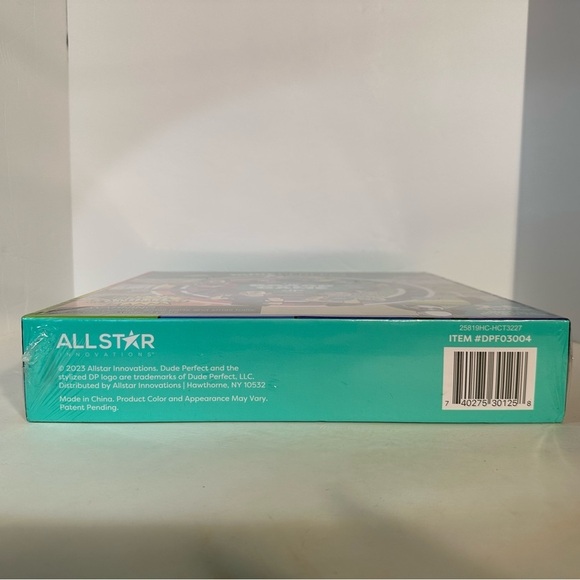 ALLSTAR
INNOVATIONS™
© 2023 Allstar Innovations. Dude Perfect and the
stylized DP logo are trademarks of Dude Perfect, LLC.
Distributed by Allstar Innovations | Hawthorne, NY 10532
Made in China. Product Color and Appearance May Vary.
Patent Pending.
25819HC-HCT3227
ITEM #DPF03004
7 40275 30125 8